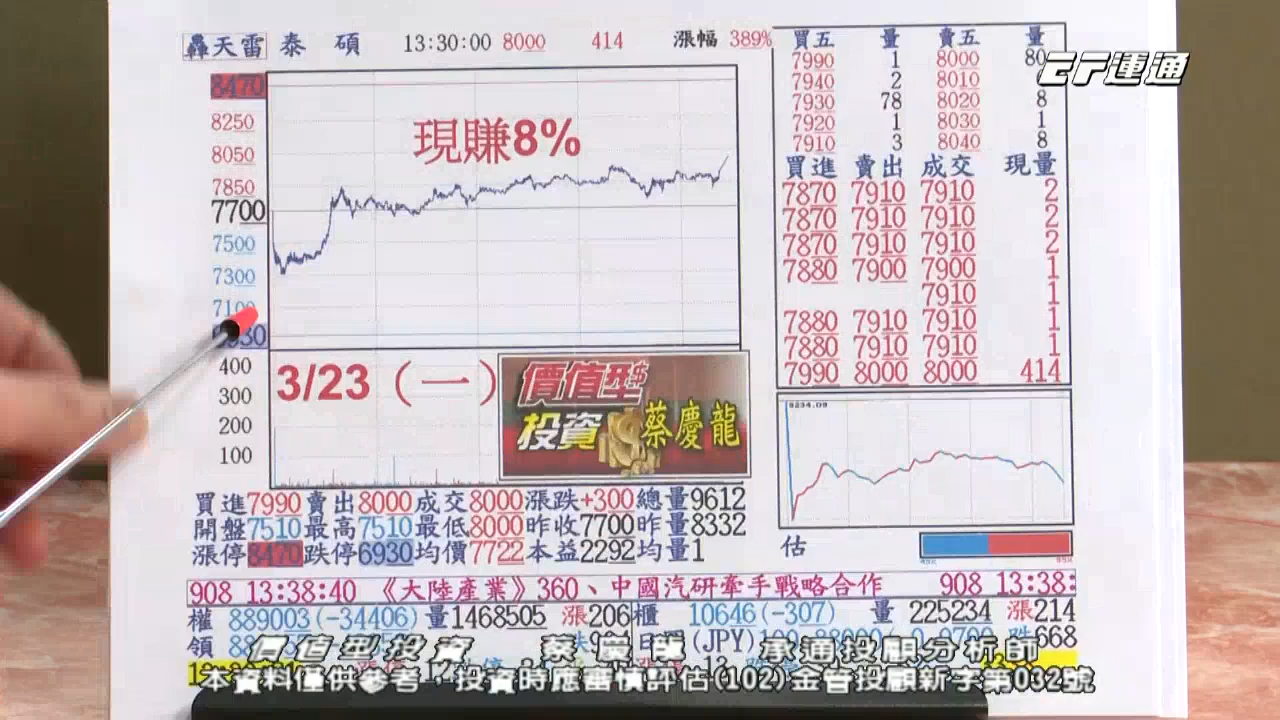 轟天雷 泰碩 13:30:00 8000 414 漲幅 389%
買五 量 賣五 量
7990 1 8000 80
7940 2 8010
7930 78 8020 8
7920 1 8030 1
7910 3 8040 8
EF運通
8470
8250
8050
7850
7700
7500
7300
7100
現賺8%
買進 賣出 成交 現量
7870 7910 7910 2
7870 7910 7910 2
7870 7910 7910 2
7880 7900 7900 1
7910 1
7880 7910 7910 1
7880 7910 7910 1
7990 8000 8000 414
400
300
200
100
3/23 (一)
價值型
投資 蔡慶龍
8234.09
買進7990 賣出8000 成交8000 漲跌+300 總量9612
開盤7510 最高7510 最低8000 昨收7700 昨量8332
漲停8470 跌停6930 均價7722 本益2292 均量1
估
908 13:38:40 《大陸產業》360、中國汽研牽手戰略合作 908 13:38:
權 889003(-34406) 量1468505 漲206 櫃 10646(-307) 量 225234 漲214
領
668
價值型投資 蔡慶龍 承通投顧分析師
本資料僅供參考，投資時應審慎評估(102)金管投顧新字第032號